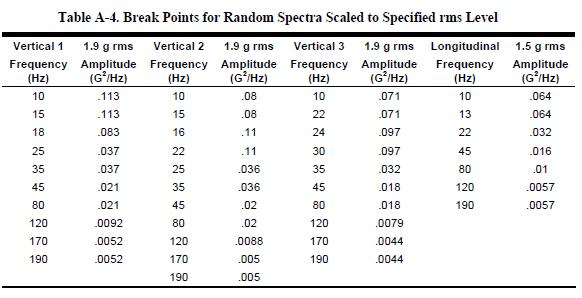 Table A-4. Break Points for Random Spectra Scaled to Specified rms Level
Vertical 1 1.9 g rms Vertical 2 1.9 g rms Vertical 3 1.9 g rms Longitudinal 1.5 g rms
Frequency Amplitude Frequency Amplitude Frequency Amplitude Frequency Amplitude
(Hz) (G²/Hz) (Hz) (G²/Hz) (Hz) (G²/Hz) (Hz) (G²/Hz)
10 .113 10 .08 10 .071 10 .064
15 .113 15 .08 22 .071 13 .064
18 .083 16 .11 24 .097 22 .032
25 .037 22 .11 30 .097 45 .016
35 .037 25 .036 35 .032 80 .01
45 .021 35 .036 45 .018 120 .0057
80 .021 45 .02 80 .018 190 .0057
120 .0092 80 .02 120 .0079
170 .0052 120 .0088 170 .0044
190 .0052 170 .005 190 .0044
190 .005